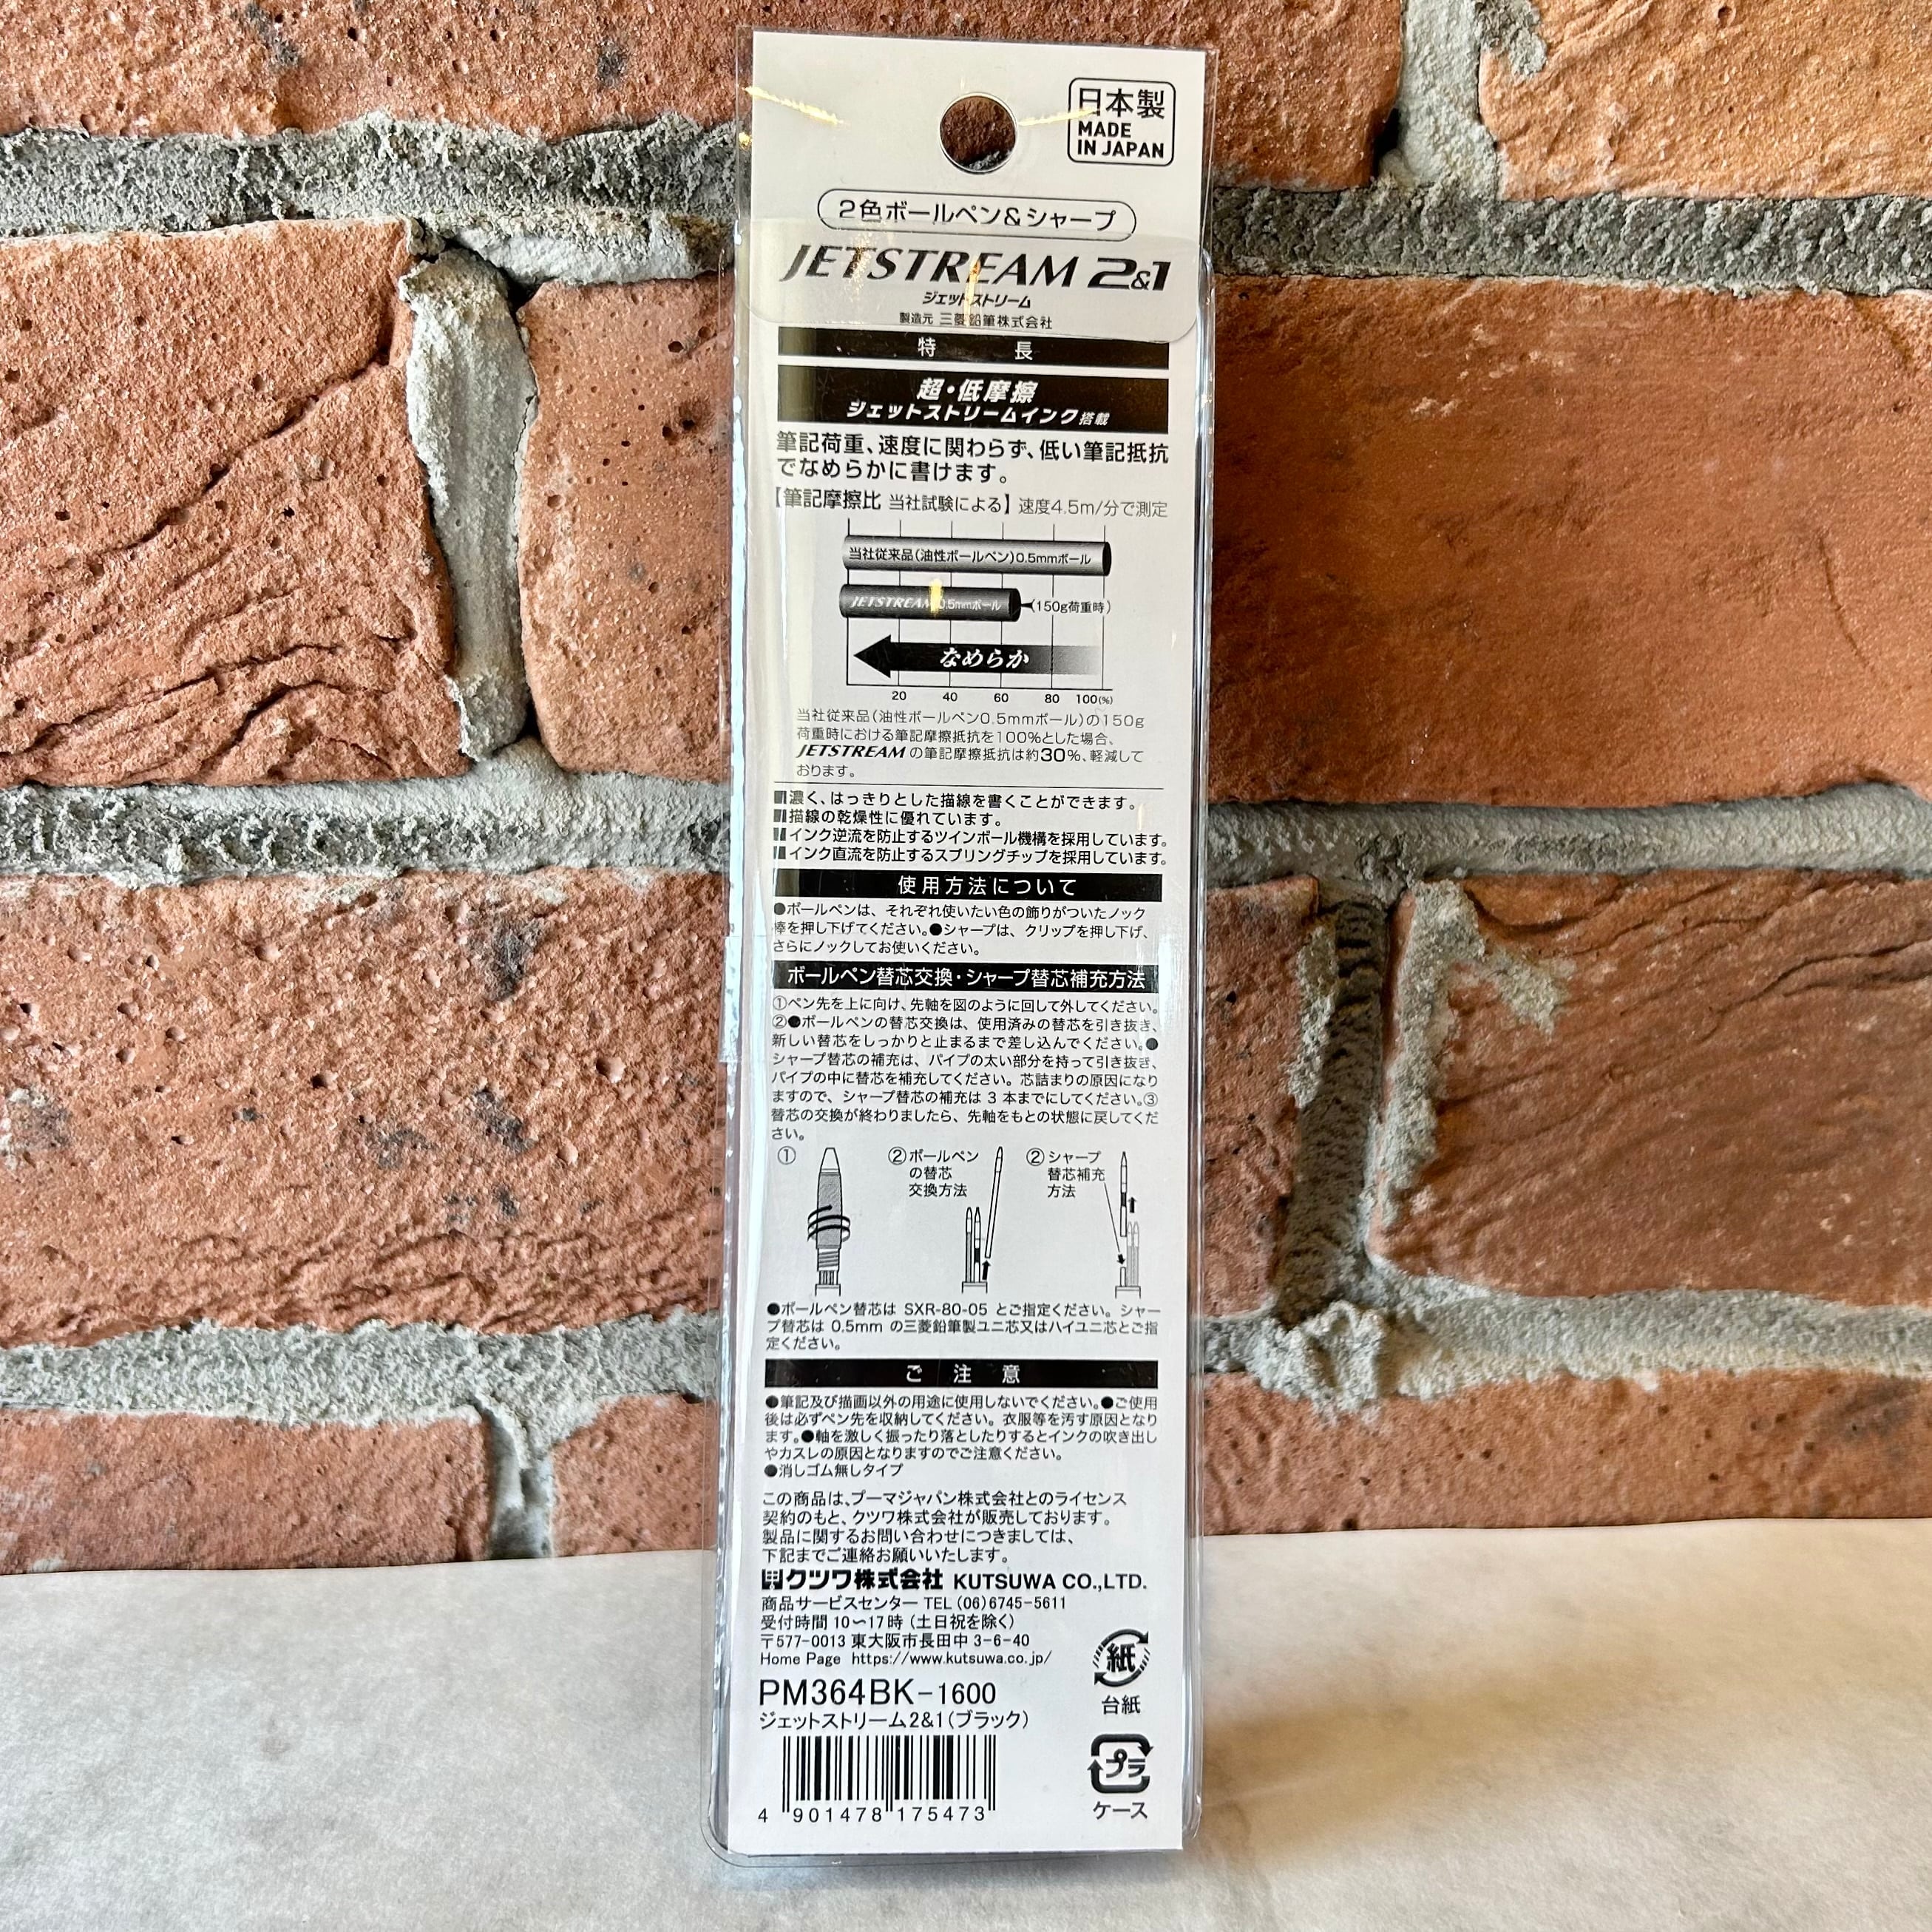 日本製
MADE
IN JAPAN
2色ボールペン&シャープ
JETSTREAM 2&1
ジェットストリーム
製造元 三菱鉛筆株式会社
特 長
超・低摩擦
ジェットストリームインク搭載
筆記荷重、速度に関わらず、低い筆記抵抗
でなめらかに書けます。
【筆記摩擦比 当社試験による】速度4.5m/分で測定
当社従来品(油性ボールペン)0.5mmボール
JETSTREAM 0.5mmボール (150g荷重時)
なめらか
20 40 60 80 100(%)
当社従来品(油性ボールペン0.5mmボール)の150g
荷重時における筆記摩擦抵抗を100%とした場合、
JETSTREAM の筆記摩擦抵抗は約30%、軽減して
おります。
■濃く、はっきりとした描線を書くことができます。
■描線の乾燥性に優れています。
■インク逆流を防止するツインボール機構を採用しています。
■インク直流を防止するスプリングチップを採用しています。
使用方法について
●ボールペンは、それぞれ使いたい色の飾りがついたノック
棒を押し下げてください。●シャープは、クリップを押し下げ、
さらにノックしてお使いください。
ボールペン替芯交換・シャープ替芯補充方法
①ペン先を上に向け、先軸を図のように回して外してください。
②●ボールペンの替芯交換は、使用済みの替芯を引き抜き、
新しい替芯をしっかりと止まるまで差し込んでください。●
シャープ替芯の補充は、パイプの太い部分を持って引き抜き、
パイプの中に替芯を補充してください。芯詰まりの原因になり
ますので、シャープ替芯の補充は 3 本までにしてください。③
替芯の交換が終わりましたら、先軸をもとの状態に戻してくだ
さい。
① ②ボールペン ②シャープ
の替芯 替芯補充
交換方法 方法
●ボールペン替芯は SXR-80-05 とご指定ください。シャー
プ替芯は 0.5mm の三菱鉛筆製ユニ芯又はハイユニ芯とご指
定ください。
ご 注 意
●筆記及び描画以外の用途に使用しないでください。●ご使用
後は必ずペン先を収納してください。衣服等を汚す原因となり
ます。●軸を激しく振ったり落としたりするとインクの吹き出し
やカスレの原因となりますのでご注意ください。
●消しゴム無しタイプ
この商品は、プーマジャパン株式会社とのライセンス
契約のもと、クツワ株式会社が販売しております。
製品に関するお問い合わせにつきましては、
下記までご連絡お願いいたします。
クツワ株式会社 KUTSUWA CO.,LTD.
商品サービスセンター TEL(06)6745-5611
受付時間 10〜17時 (土日祝を除く)
〒577-0013 東大阪市長田中 3-6-40
Home Page https://www.kutsuwa.co.jp/
紙
台紙
PM364BK-1600
ジェットストリーム2&1(ブラック)
プラ
ケース
4 901478 175473